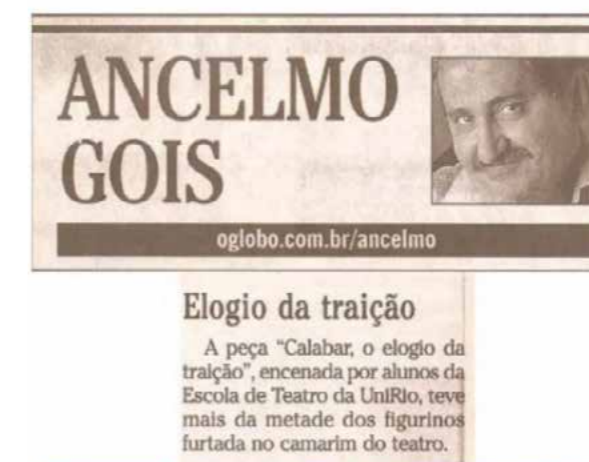 ANCELMO
GOIS
oglobo.com.br/ancelmo
Elogio da traição
A peça "Calabar, o elogio da
traição", encenada por alunos da
Escola de Teatro da UniRio, teve
mais da metade dos figurinos
furtada no camarim do teatro.